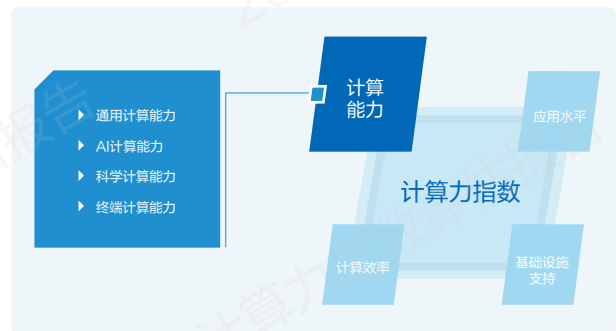 通用计算能力
AI计算能力
科学计算能力
终端计算能力
计算
能力
应用水平
计算力指数
计算效率
基础设施
支持